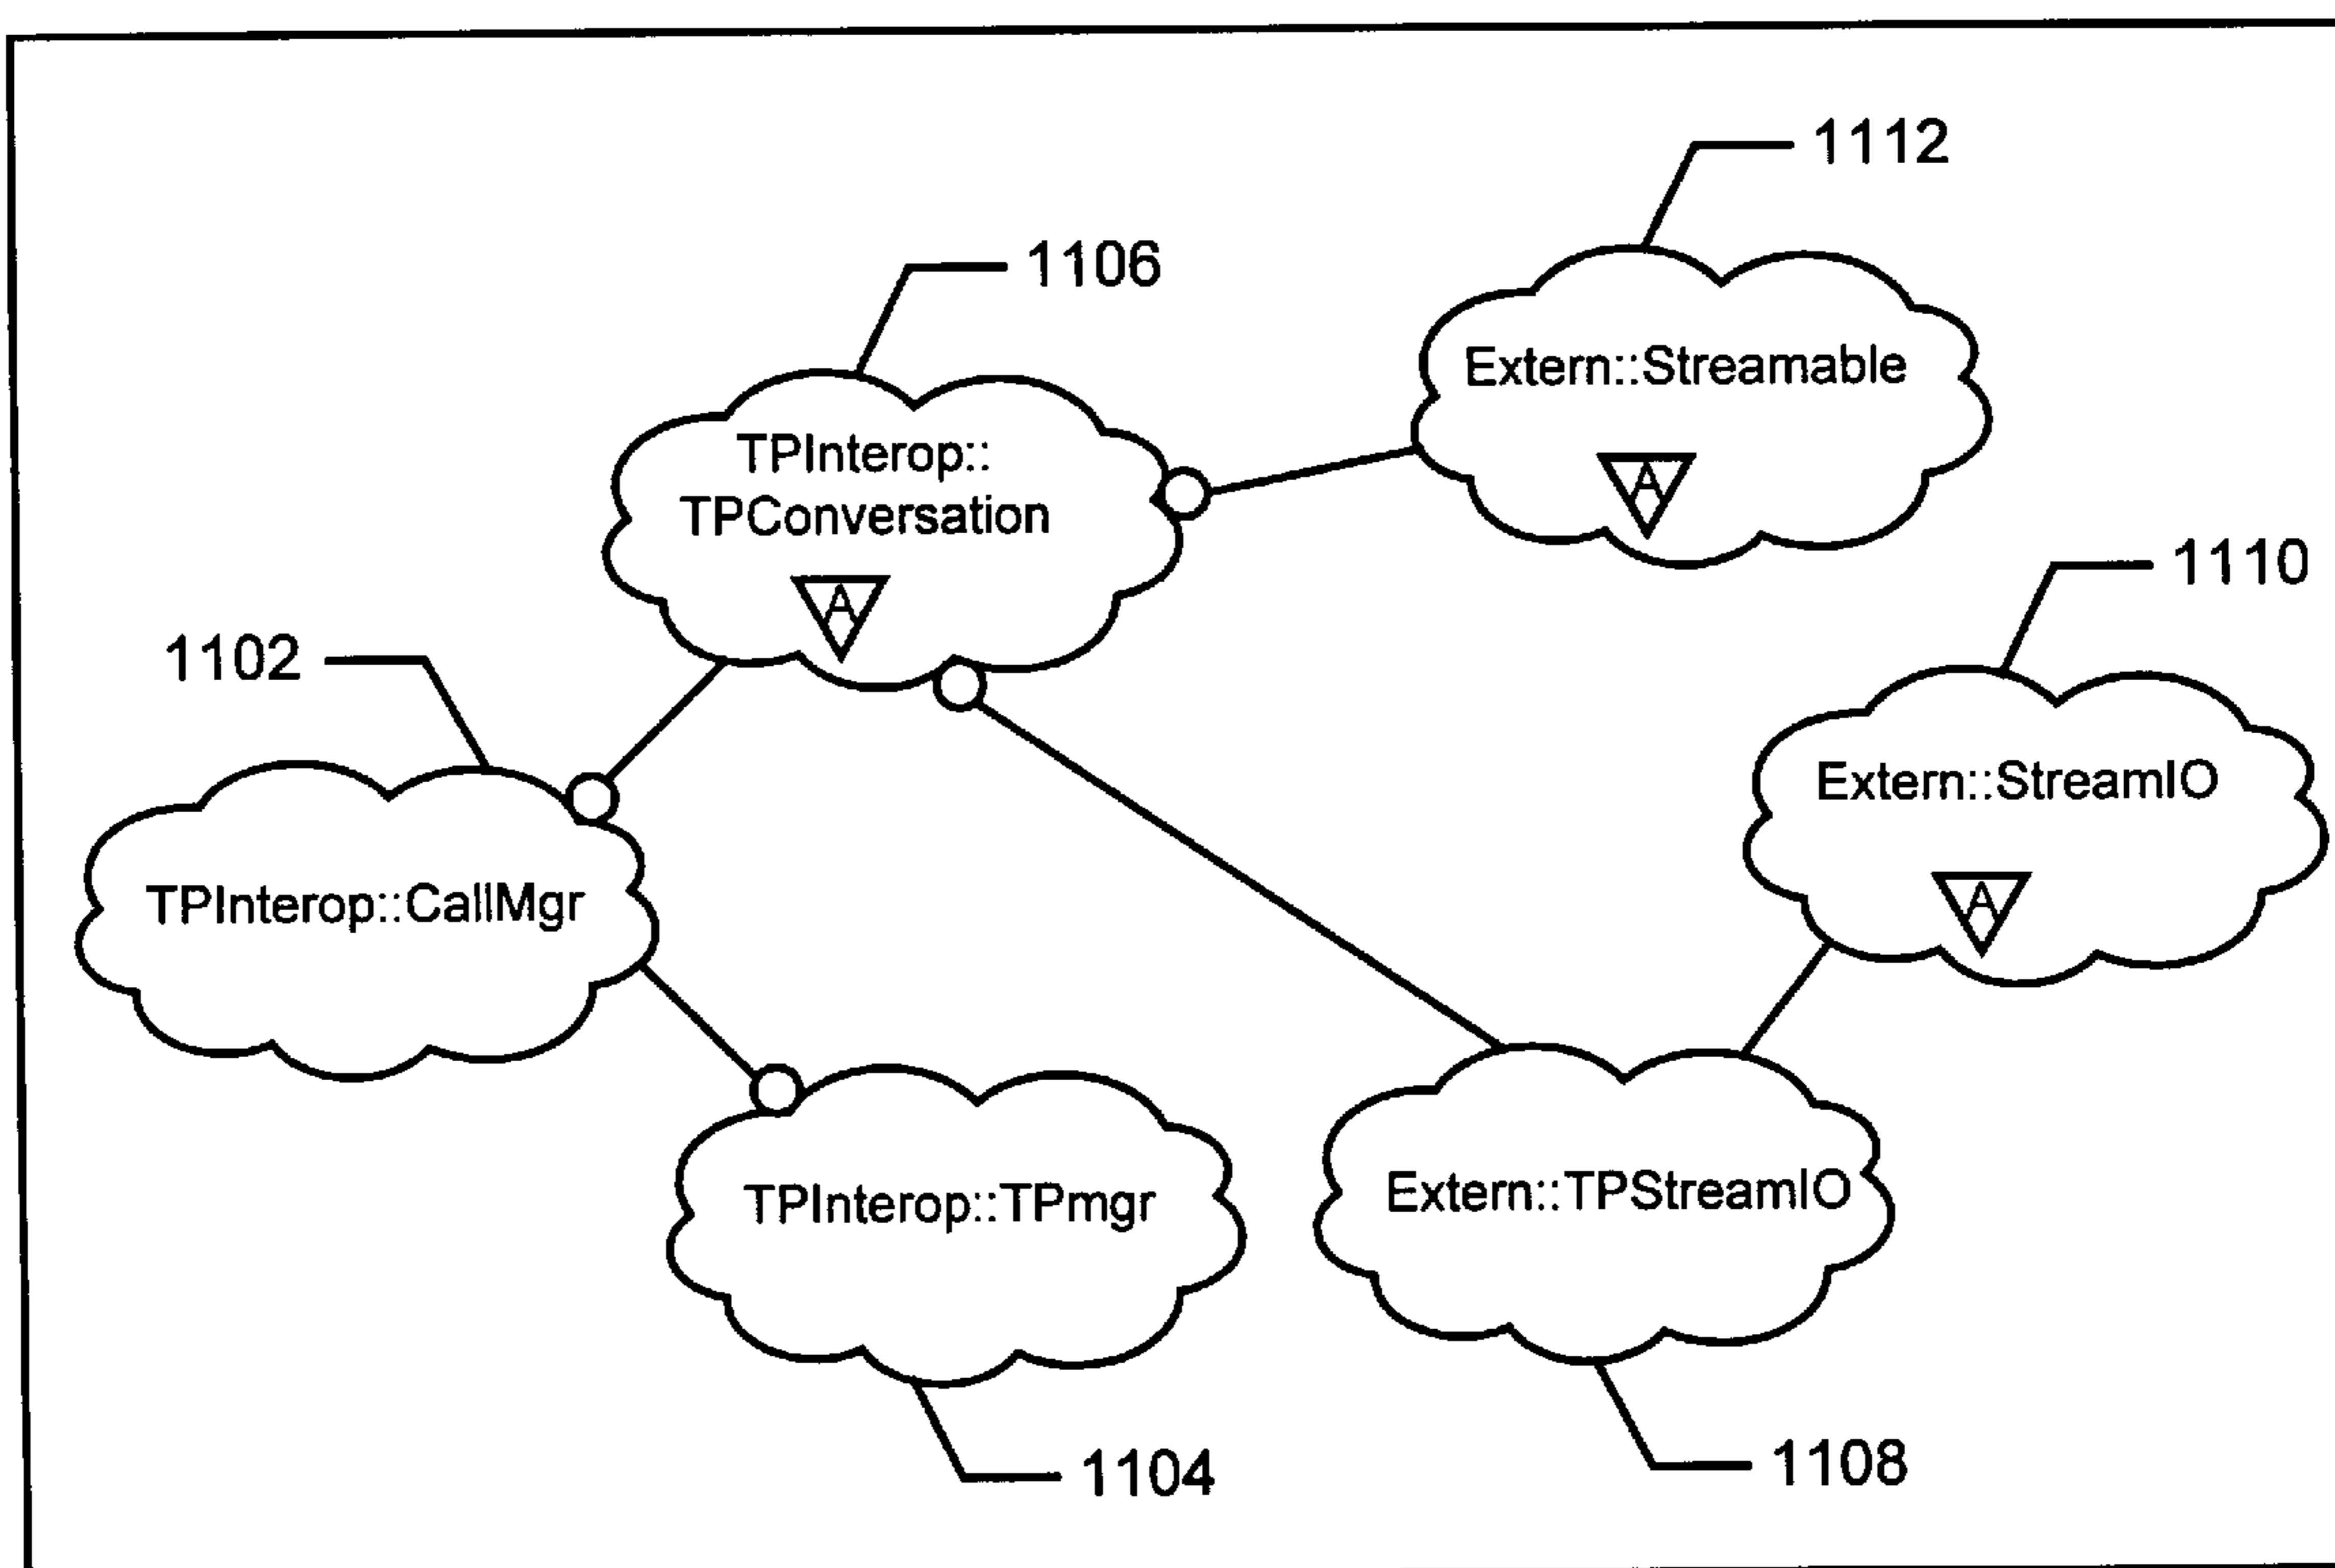 1112
1106
Extern::Streamable
A
TPInterop::
TPConversation
A
1110
1102
Extern::StreamIO
A
TPInterop::CallMgr
TPInterop::TPmgr
Extern::TPStreamIO
1104
1108